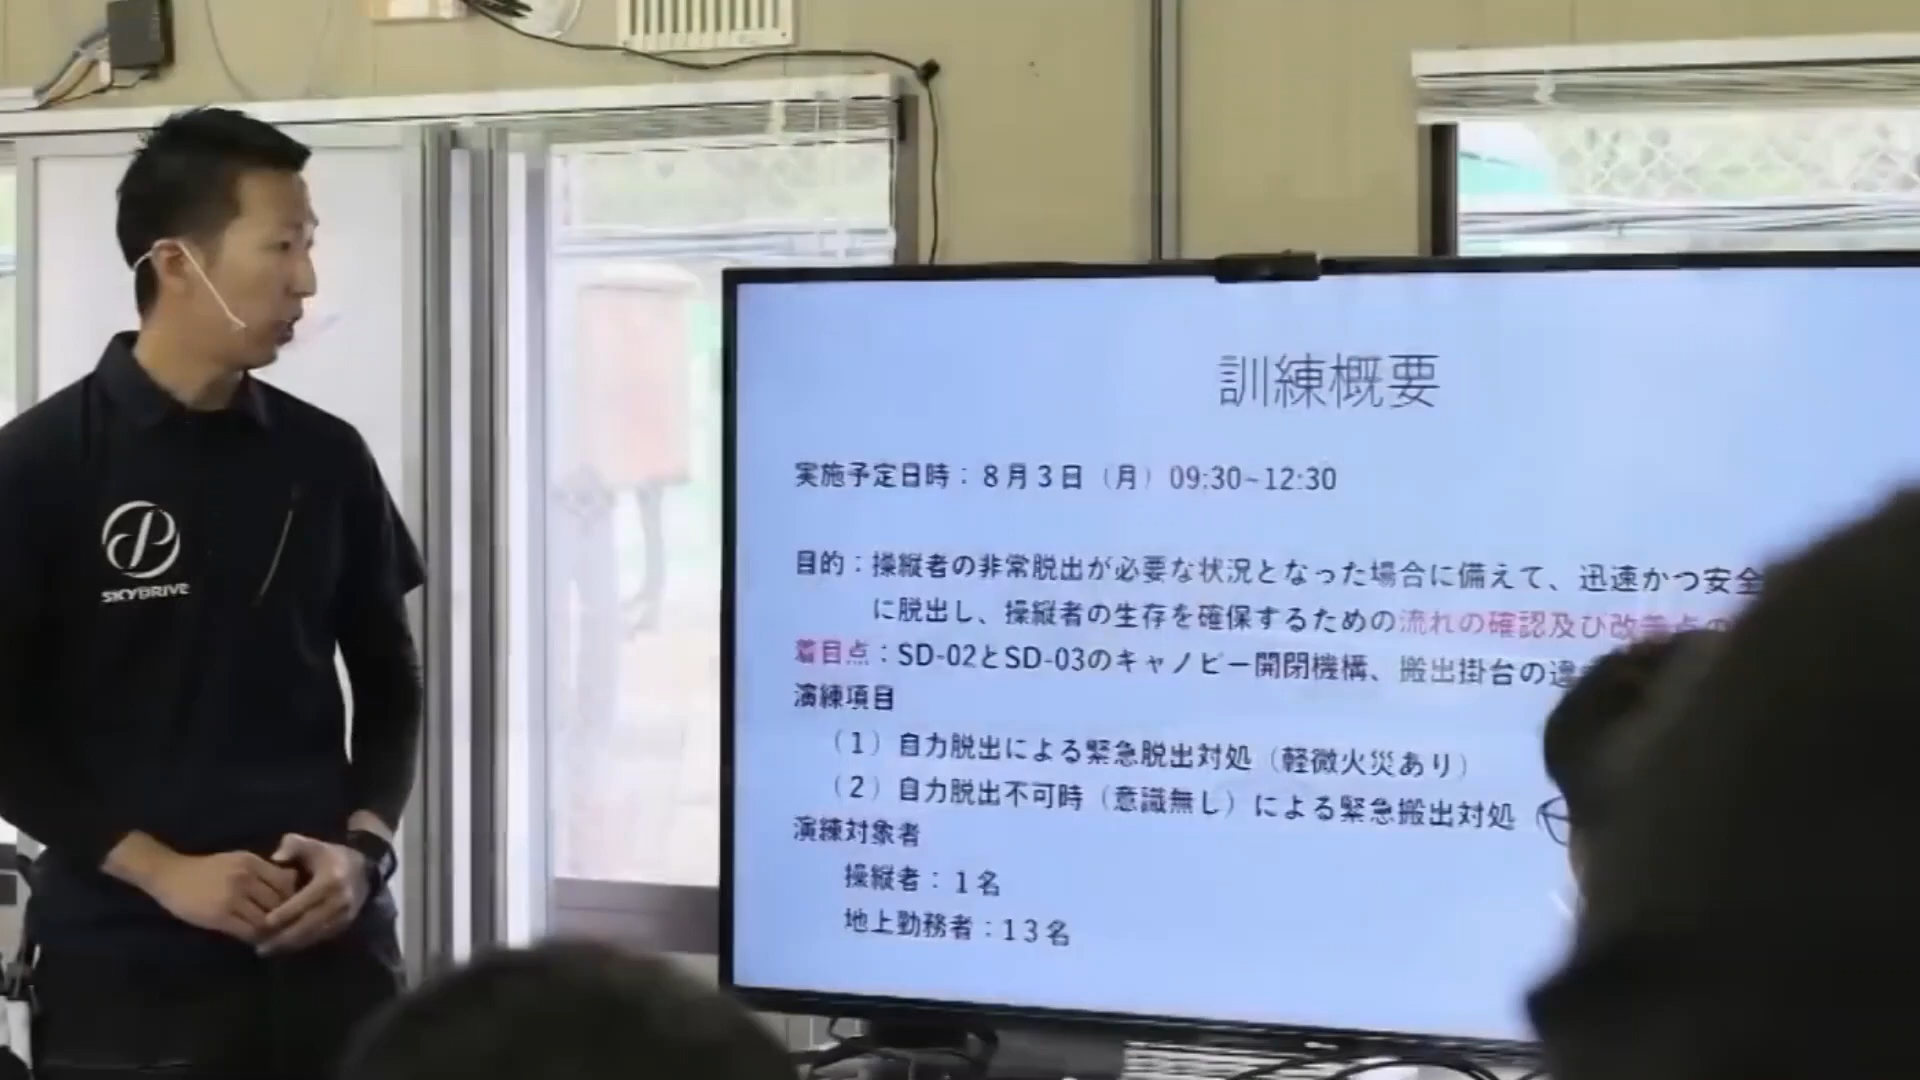 SKYDRIVE
訓練概要
実施予定日時：８月３日（月）09:30~12:30
目的：操縦者の非常脱出が必要な状況となった場合に備えて、迅速かつ安全
に脱出し、操縦者の生存を確保するための流れの確認及び改善点の
着目点：SD-02とSD-03のキャノピー開閉機構、搬出掛台の違
演練項目
（１）自力脱出による緊急脱出対処（軽微火災あり）
（２）自力脱出不可時（意識無し）による緊急搬出対処
演練対象者
操縦者：１名
地上勤務者：１３名